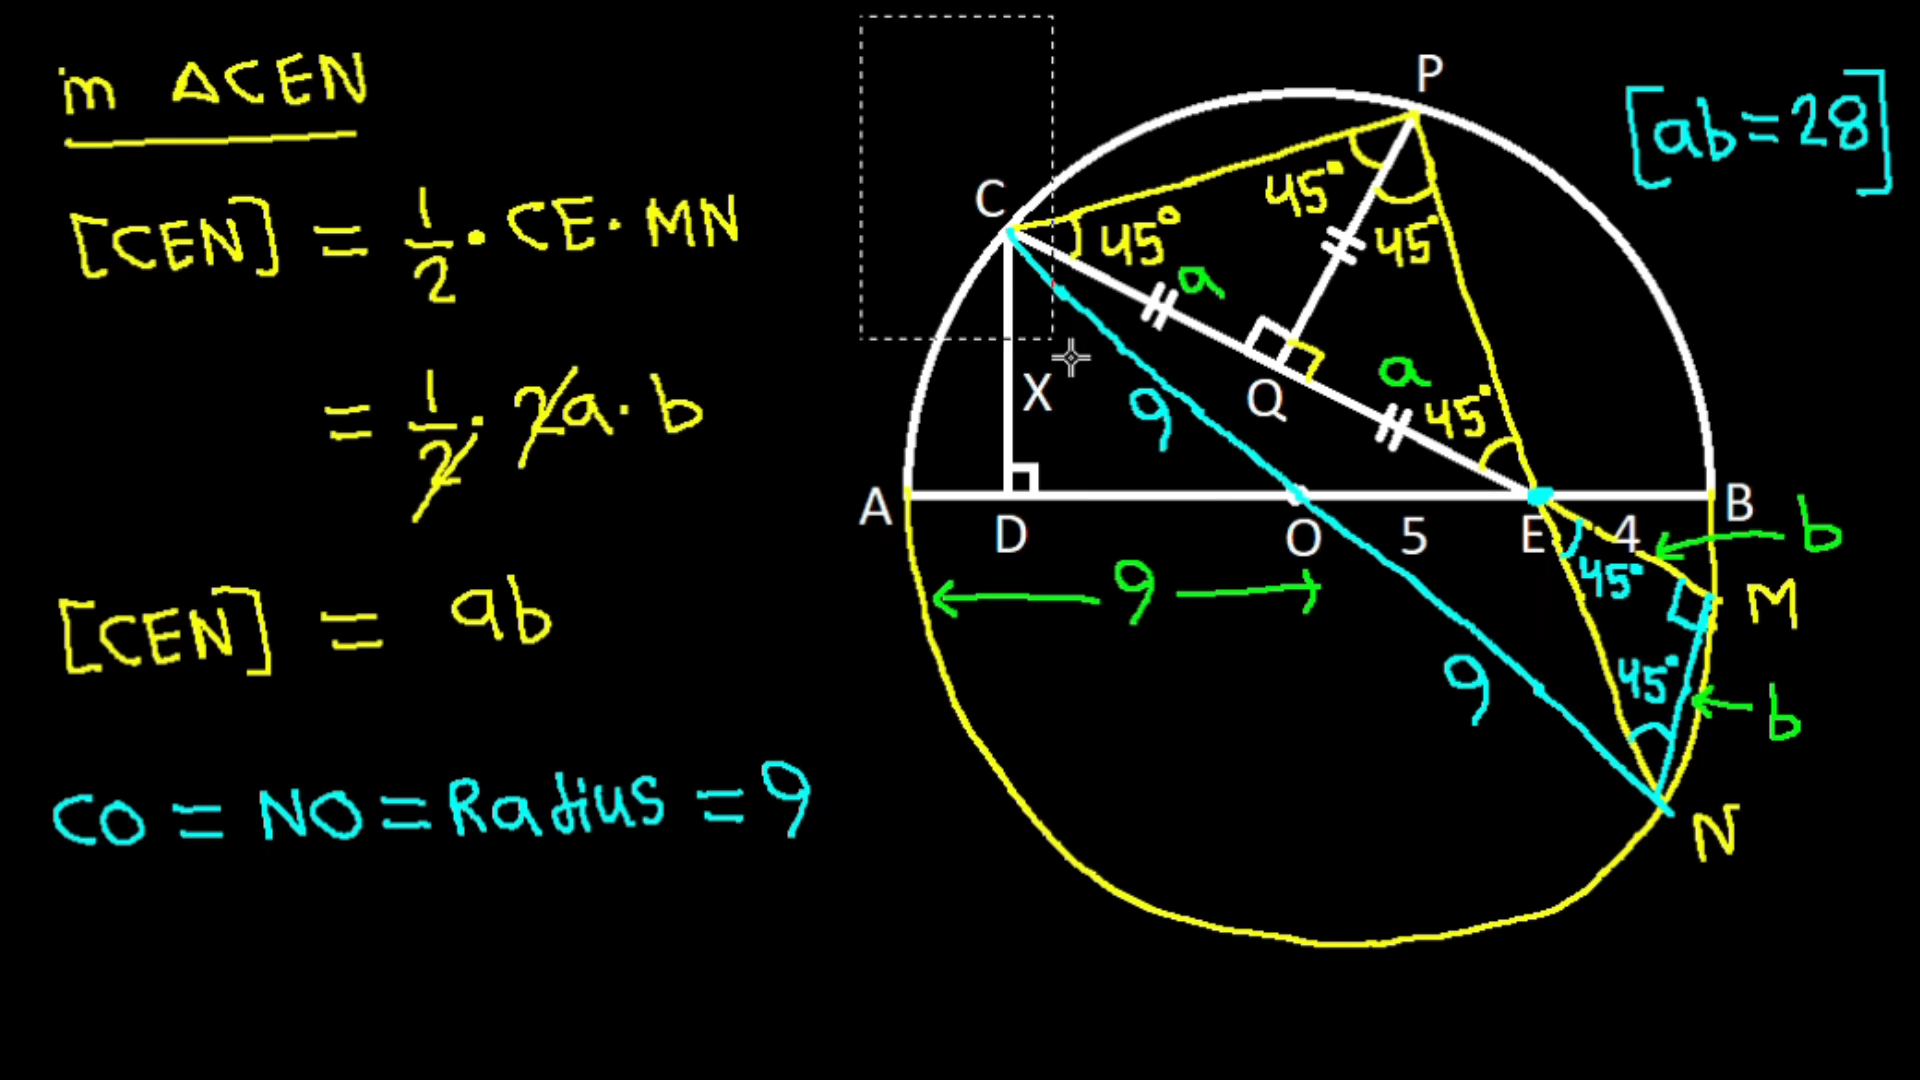 in ΔCEN
[CEN] = 1/2 · CE · MN
= 1/2 · 2a · b
[CEN] = ab
CO = NO = Radius = 9
[ab = 28]
P
C
45°
45°
45°
45°
a
a
X
9
Q
45°
A
D
O
5
E
4
B
b
9
45°
M
9
45°
b
N